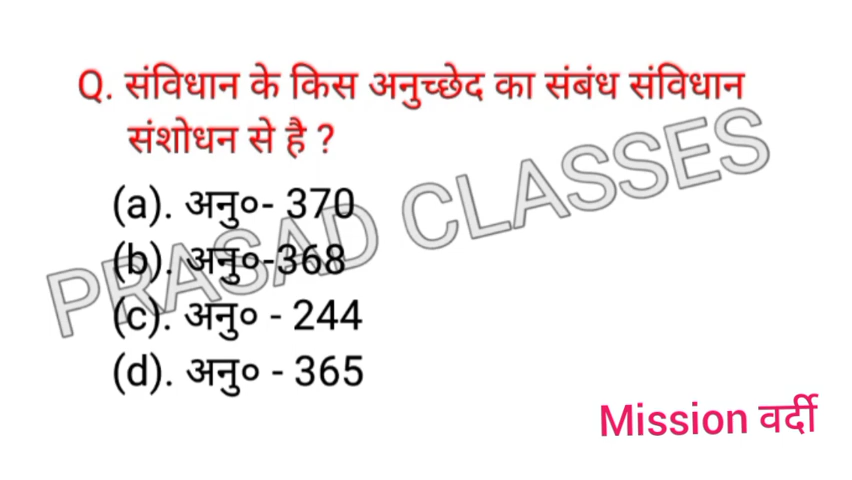 Q. संविधान के किस अनुच्छेद का संबंध संविधान
संशोधन से है ?
(a). अनु०- 370
(b). अनु०-368
(c). अनु० - 244
(d). अनु० - 365
PRASAD CLASSES
Mission वर्दी